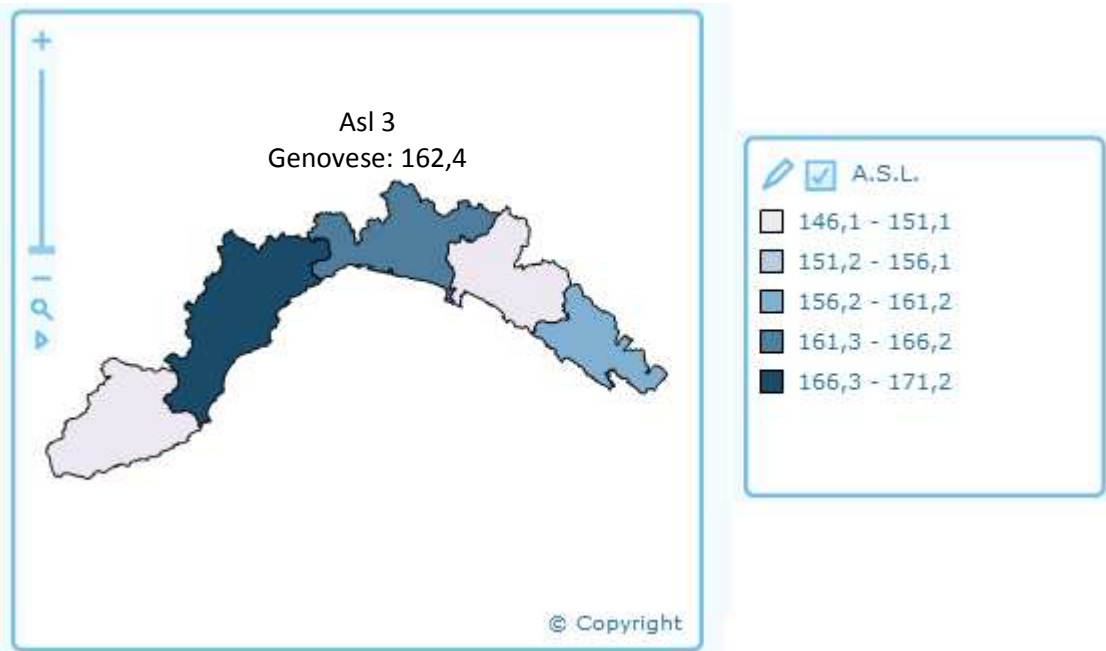 Asl 3
Genovese: 162,4
© Copyright
A.S.L.
146,1 - 151,1
151,2 - 156,1
156,2 - 161,2
161,3 - 166,2
166,3 - 171,2